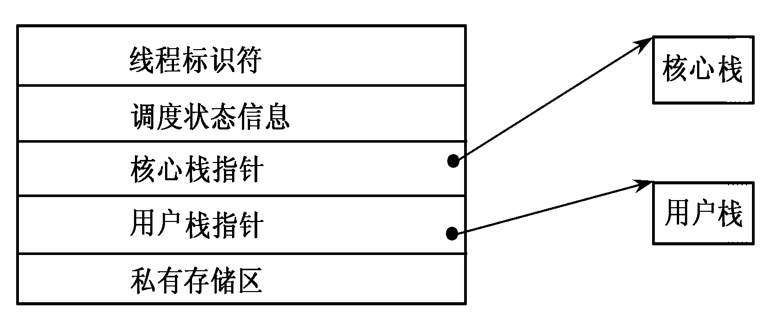 线程标识符
调度状态信息
核心栈指针
用户栈指针
私有存储区
核心栈
用户栈